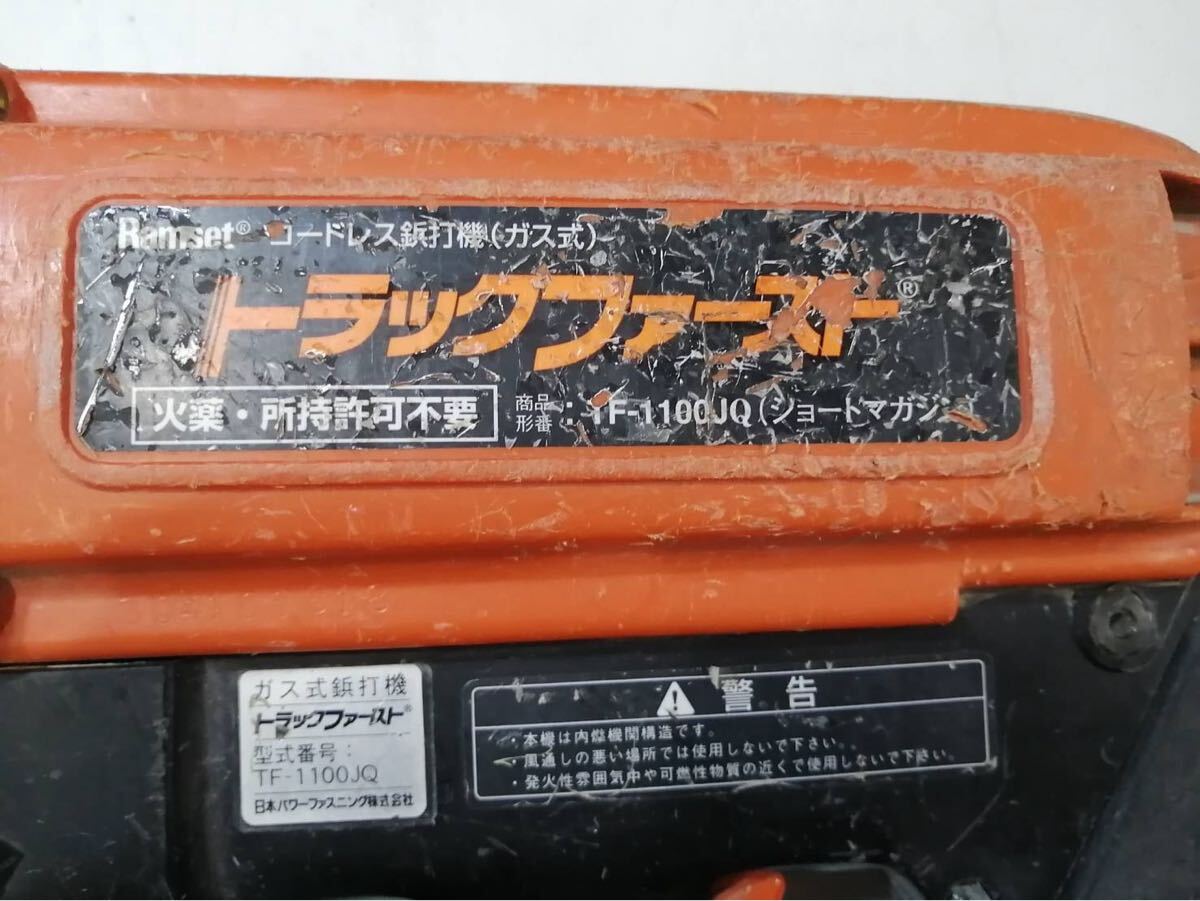 Ramset® コードレス鋲打機(ガス式)
トラックファースト®
火薬・所持許可不要
商品形番:TF-1100JQ(ショートマガジン
ガス式鋲打機
トラックファースト®
型式番号:
TF-1100JQ
日本パワーファスニング株式会社
警告
・本機は内燃機関構造です。
・風通しの悪い場所では使用しないで下さい。
・発火性雰囲気中や可燃性物質の近くで使用しないで下さい。